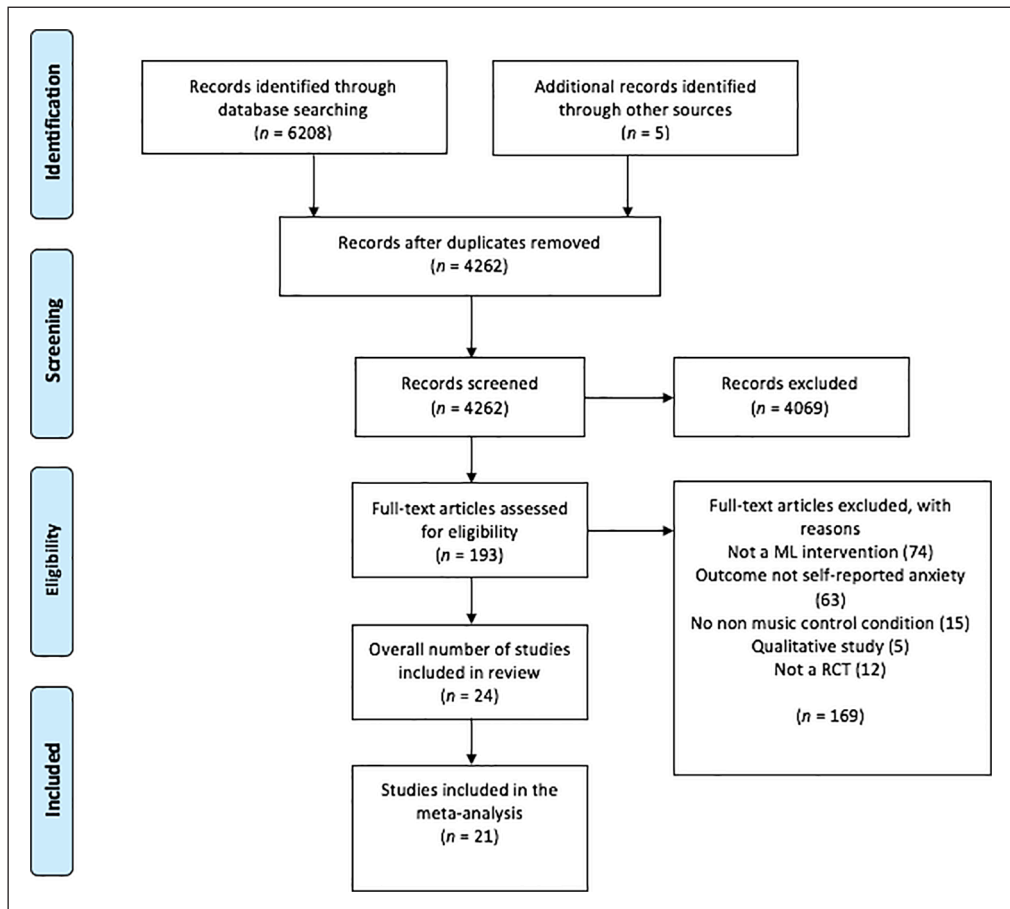 Identification
Records identified through
database searching
(n = 6208)
Additional records identified
through other sources
(n = 5)
Records after duplicates removed
(n = 4262)
Screening
Records screened
(n = 4262)
Records excluded
(n = 4069)
Eligibility
Full-text articles assessed
for eligibility
(n = 193)
Full-text articles excluded, with
reasons
Not a ML intervention (74)
Outcome not self-reported anxiety
(63)
No non music control condition (15)
Qualitative study (5)
Not a RCT (12)
(n = 169)
Overall number of studies
included in review
(n = 24)
Included
Studies included in the
meta-analysis
(n = 21)